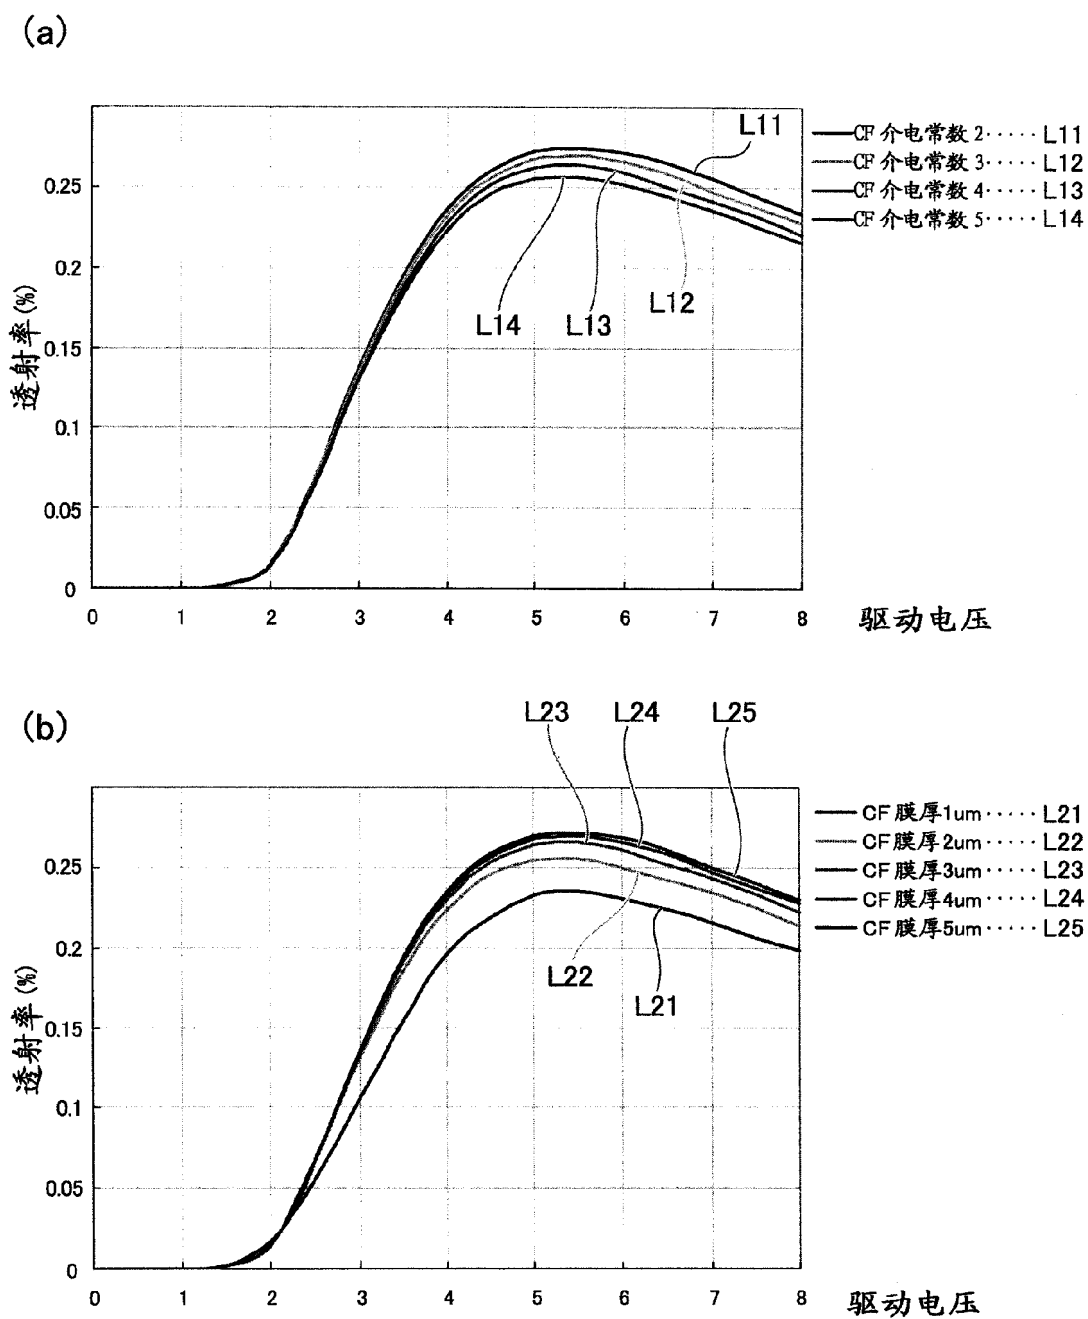 (a)
L11
CF 介电常数 2 ····· L11
CF 介电常数 3 ····· L12
CF 介电常数 4 ····· L13
CF 介电常数 5 ····· L14
透射率(%)
0.25
0.2
0.15
0.1
0.05
0
L14 L13 L12
0 1 2 3 4 5 6 7 8
驱动电压
(b)
L23 L24 L25
CF 膜厚1um ····· L21
CF 膜厚2um ····· L22
CF 膜厚3um ····· L23
CF 膜厚4um ····· L24
CF 膜厚5um ····· L25
透射率(%)
0.25
0.2
0.15
0.1
0.05
0
L22
L21
0 1 2 3 4 5 6 7 8
驱动电压